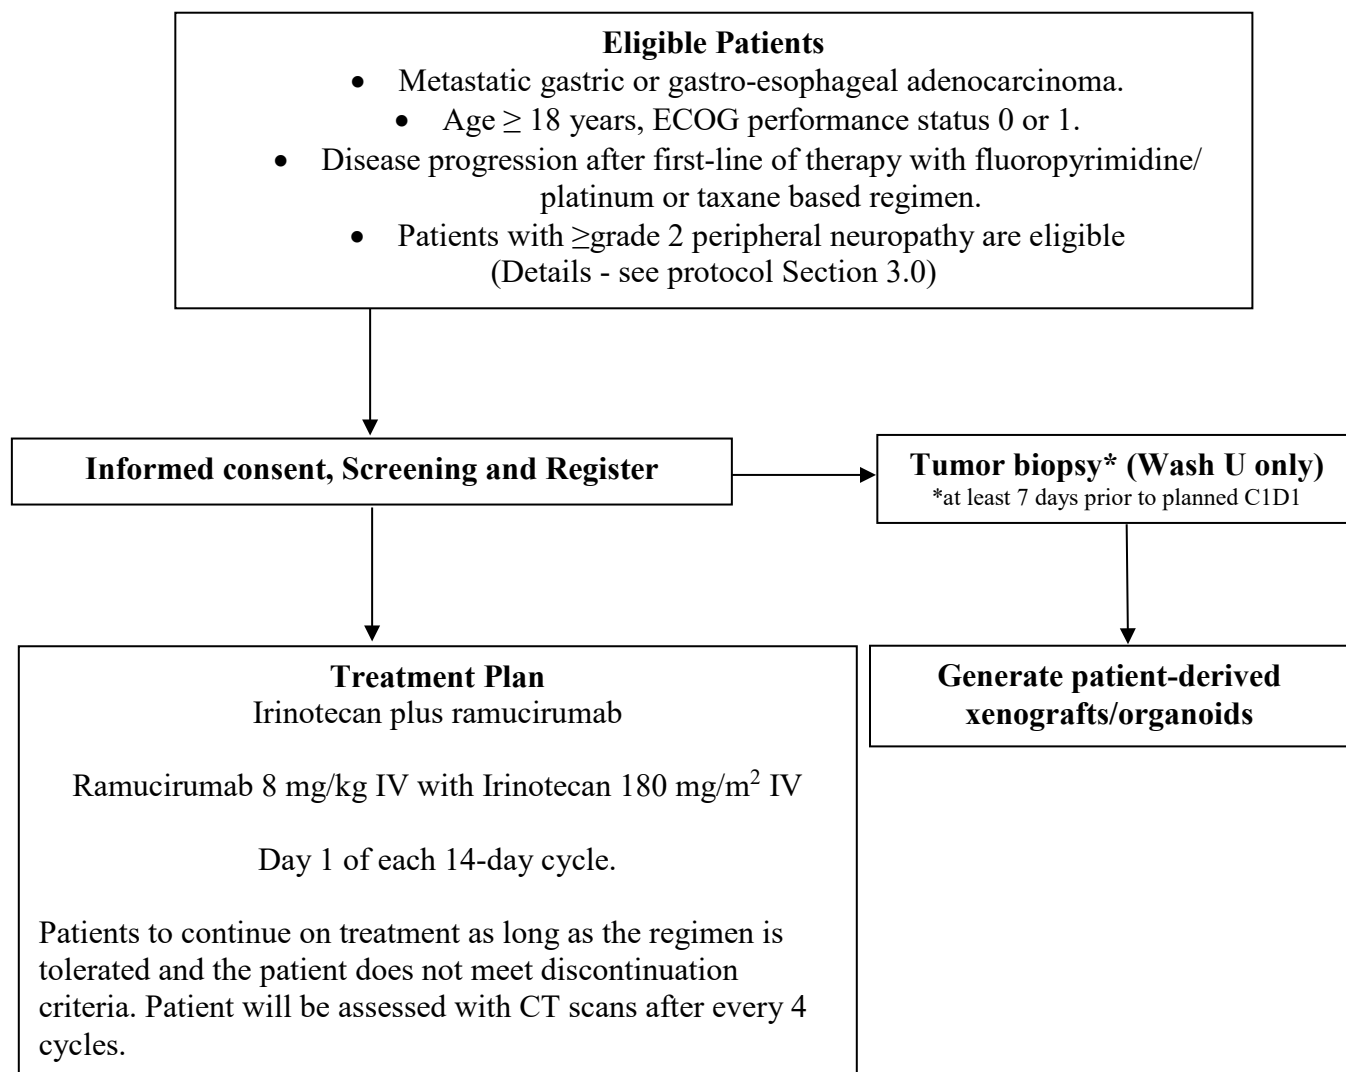 Eligible Patients
• Metastatic gastric or gastro-esophageal adenocarcinoma.
• Age ≥ 18 years, ECOG performance status 0 or 1.
• Disease progression after first-line of therapy with fluoropyrimidine/
platinum or taxane based regimen.
• Patients with ≥grade 2 peripheral neuropathy are eligible
(Details - see protocol Section 3.0)
Informed consent, Screening and Register
Tumor biopsy* (Wash U only)
*at least 7 days prior to planned C1D1
Treatment Plan
Irinotecan plus ramucirumab
Ramucirumab 8 mg/kg IV with Irinotecan 180 mg/m² IV
Day 1 of each 14-day cycle.
Patients to continue on treatment as long as the regimen is
tolerated and the patient does not meet discontinuation
criteria. Patient will be assessed with CT scans after every 4
cycles.
Generate patient-derived
xenografts/organoids